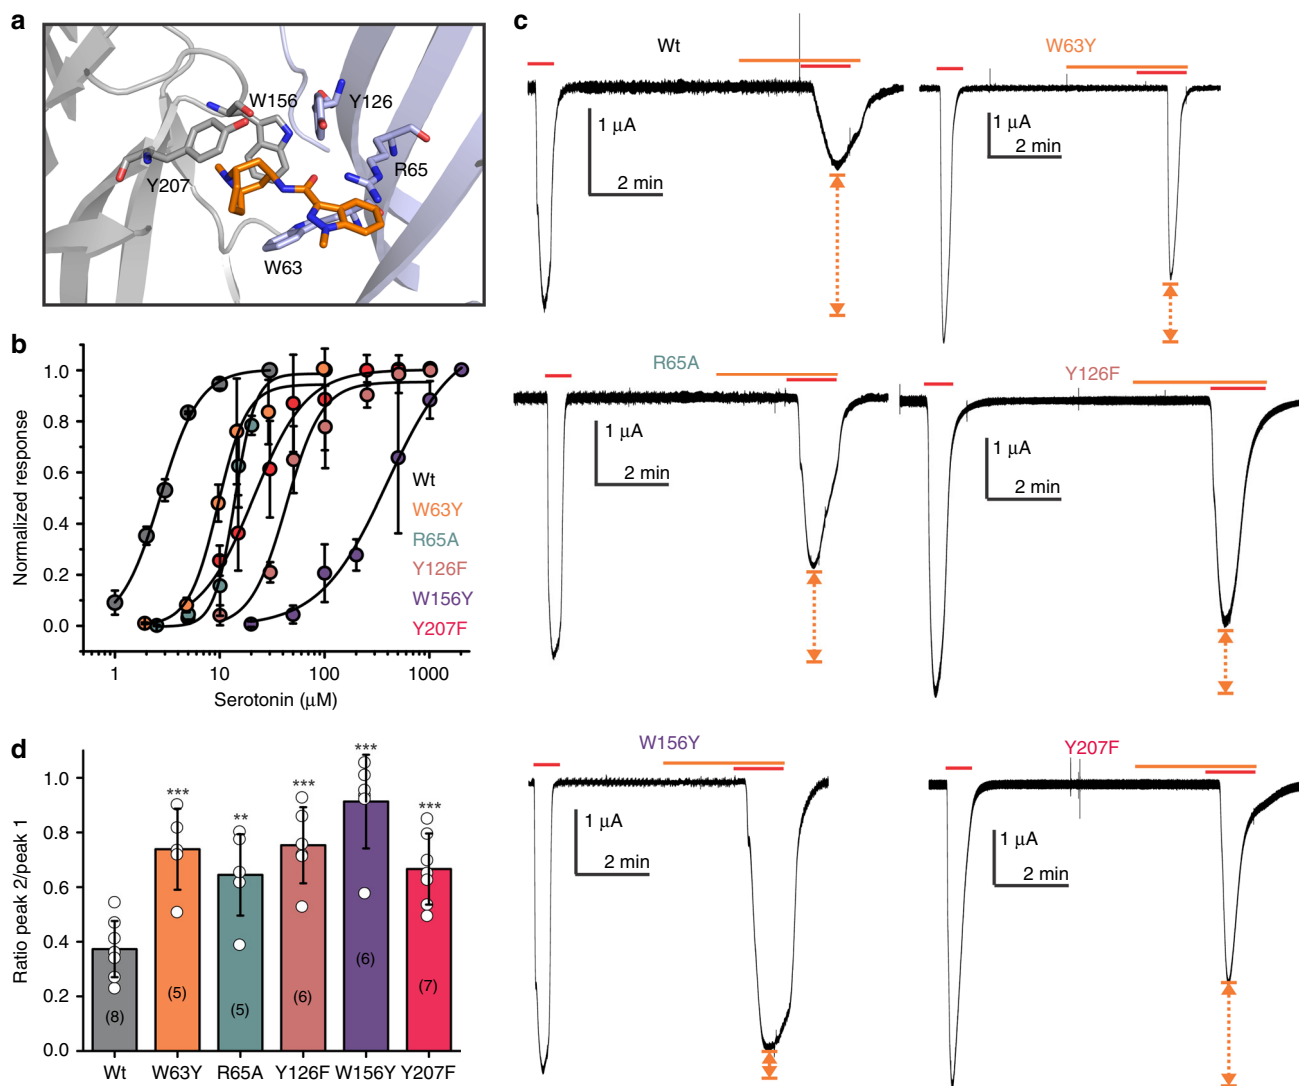 a
W156
Y126
R65
Y207
W63
b
Normalized response
1.0
0.8
0.6
0.4
0.2
0.0
1
10
100
1000
Serotonin (μM)
Wt
W63Y
R65A
Y126F
W156Y
Y207F
c
Wt
1 μA
2 min
W63Y
1 μA
2 min
R65A
1 μA
2 min
Y126F
1 μA
2 min
W156Y
1 μA
2 min
Y207F
1 μA
2 min
d
Ratio peak 2/peak 1
1.0
0.8
0.6
0.4
0.2
0.0
***
**
***
***
***
(8)
(5)
(5)
(6)
(6)
(7)
Wt
W63Y
R65A
Y126F
W156Y
Y207F